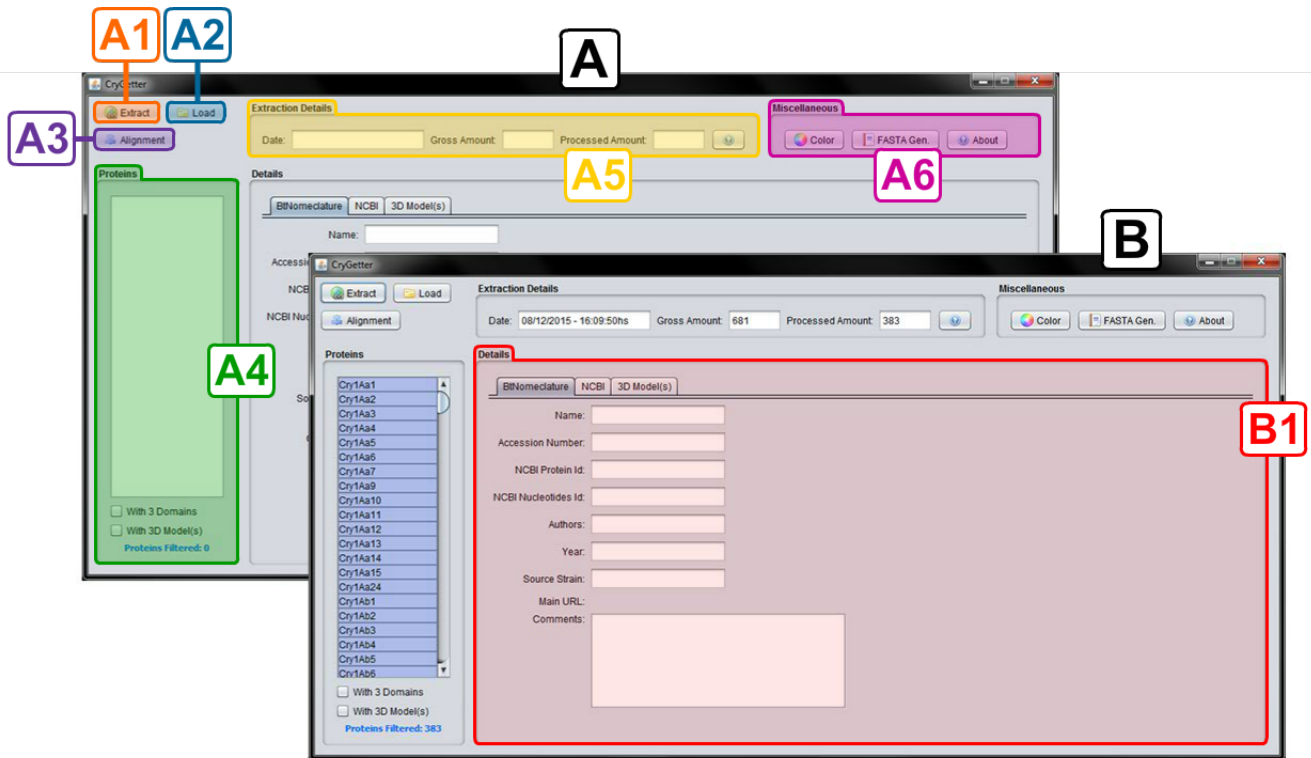 A1 A2
A
CryGetter
Extract Load
A3
Alignment
Extraction Details
Date: Gross Amount: Processed Amount:
A5
Miscellaneous
Color FASTA Gen. About
A6
Proteins
With 3 Domains
With 3D Model(s)
Proteins Filtered: 0
A4
Details
BtNomeclature NCBI 3D Model(s)
Name:
Accessi
NCB
NCBI Nuc
So
B
CryGetter
Extract Load
Alignment
Extraction Details
Date: 08/12/2015 - 16:09:50hs Gross Amount: 681 Processed Amount: 383
Miscellaneous
Color FASTA Gen. About
Proteins
Cry1Aa1
Cry1Aa2
Cry1Aa3
Cry1Aa4
Cry1Aa5
Cry1Aa6
Cry1Aa7
Cry1Aa9
Cry1Aa10
Cry1Aa11
Cry1Aa12
Cry1Aa13
Cry1Aa14
Cry1Aa15
Cry1Aa24
Cry1Ab1
Cry1Ab2
Cry1Ab3
Cry1Ab4
Cry1Ab5
Cry1Ab6
With 3 Domains
With 3D Model(s)
Proteins Filtered: 383
Details
BtNomeclature NCBI 3D Model(s)
B1
Name:
Accession Number:
NCBI Protein Id:
NCBI Nucleotides Id:
Authors:
Year:
Source Strain:
Main URL:
Comments: